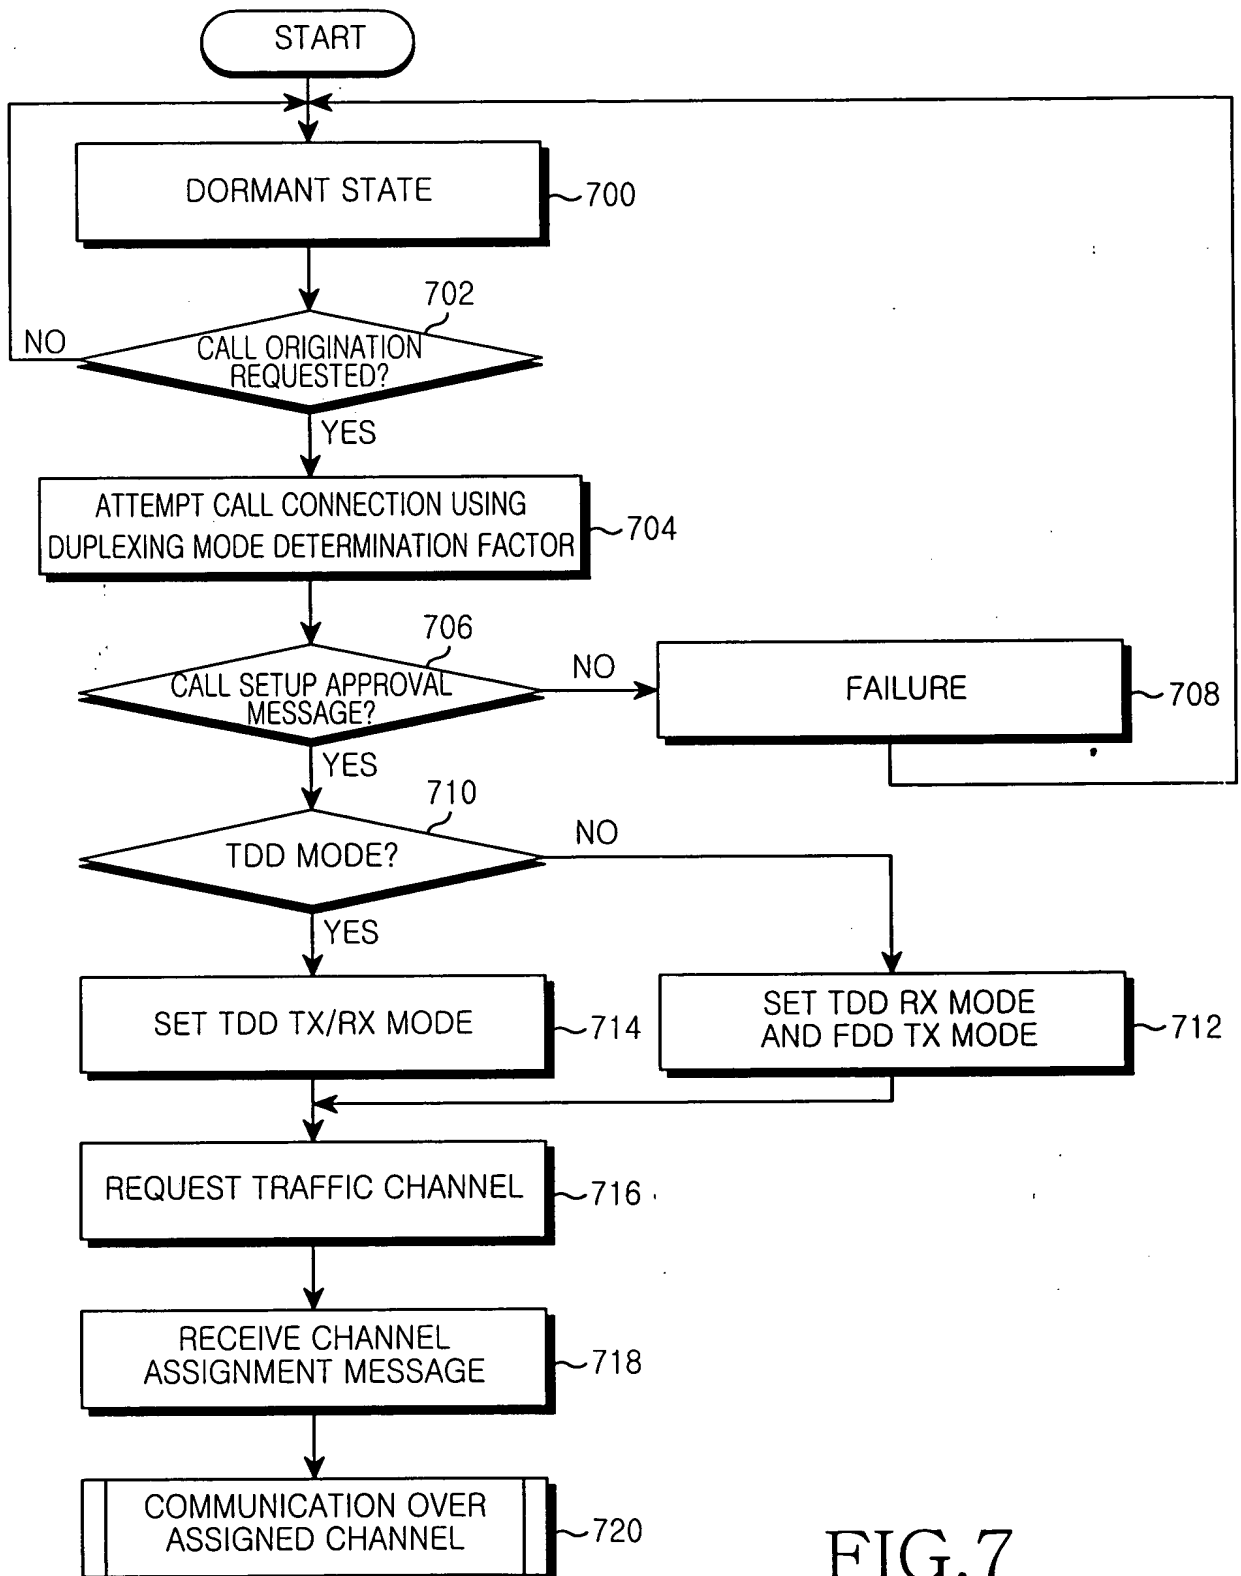 START
DORMANT STATE
700
702
NO
CALL ORIGINATION
REQUESTED?
YES
ATTEMPT CALL CONNECTION USING
DUPLEXING MODE DETERMINATION FACTOR
704
706
CALL SETUP APPROVAL
MESSAGE?
NO
FAILURE
708
YES
710
TDD MODE?
NO
YES
SET TDD TX/RX MODE
714
SET TDD RX MODE
AND FDD TX MODE
712
REQUEST TRAFFIC CHANNEL
716
RECEIVE CHANNEL
ASSIGNMENT MESSAGE
718
COMMUNICATION OVER
ASSIGNED CHANNEL
720
FIG.7